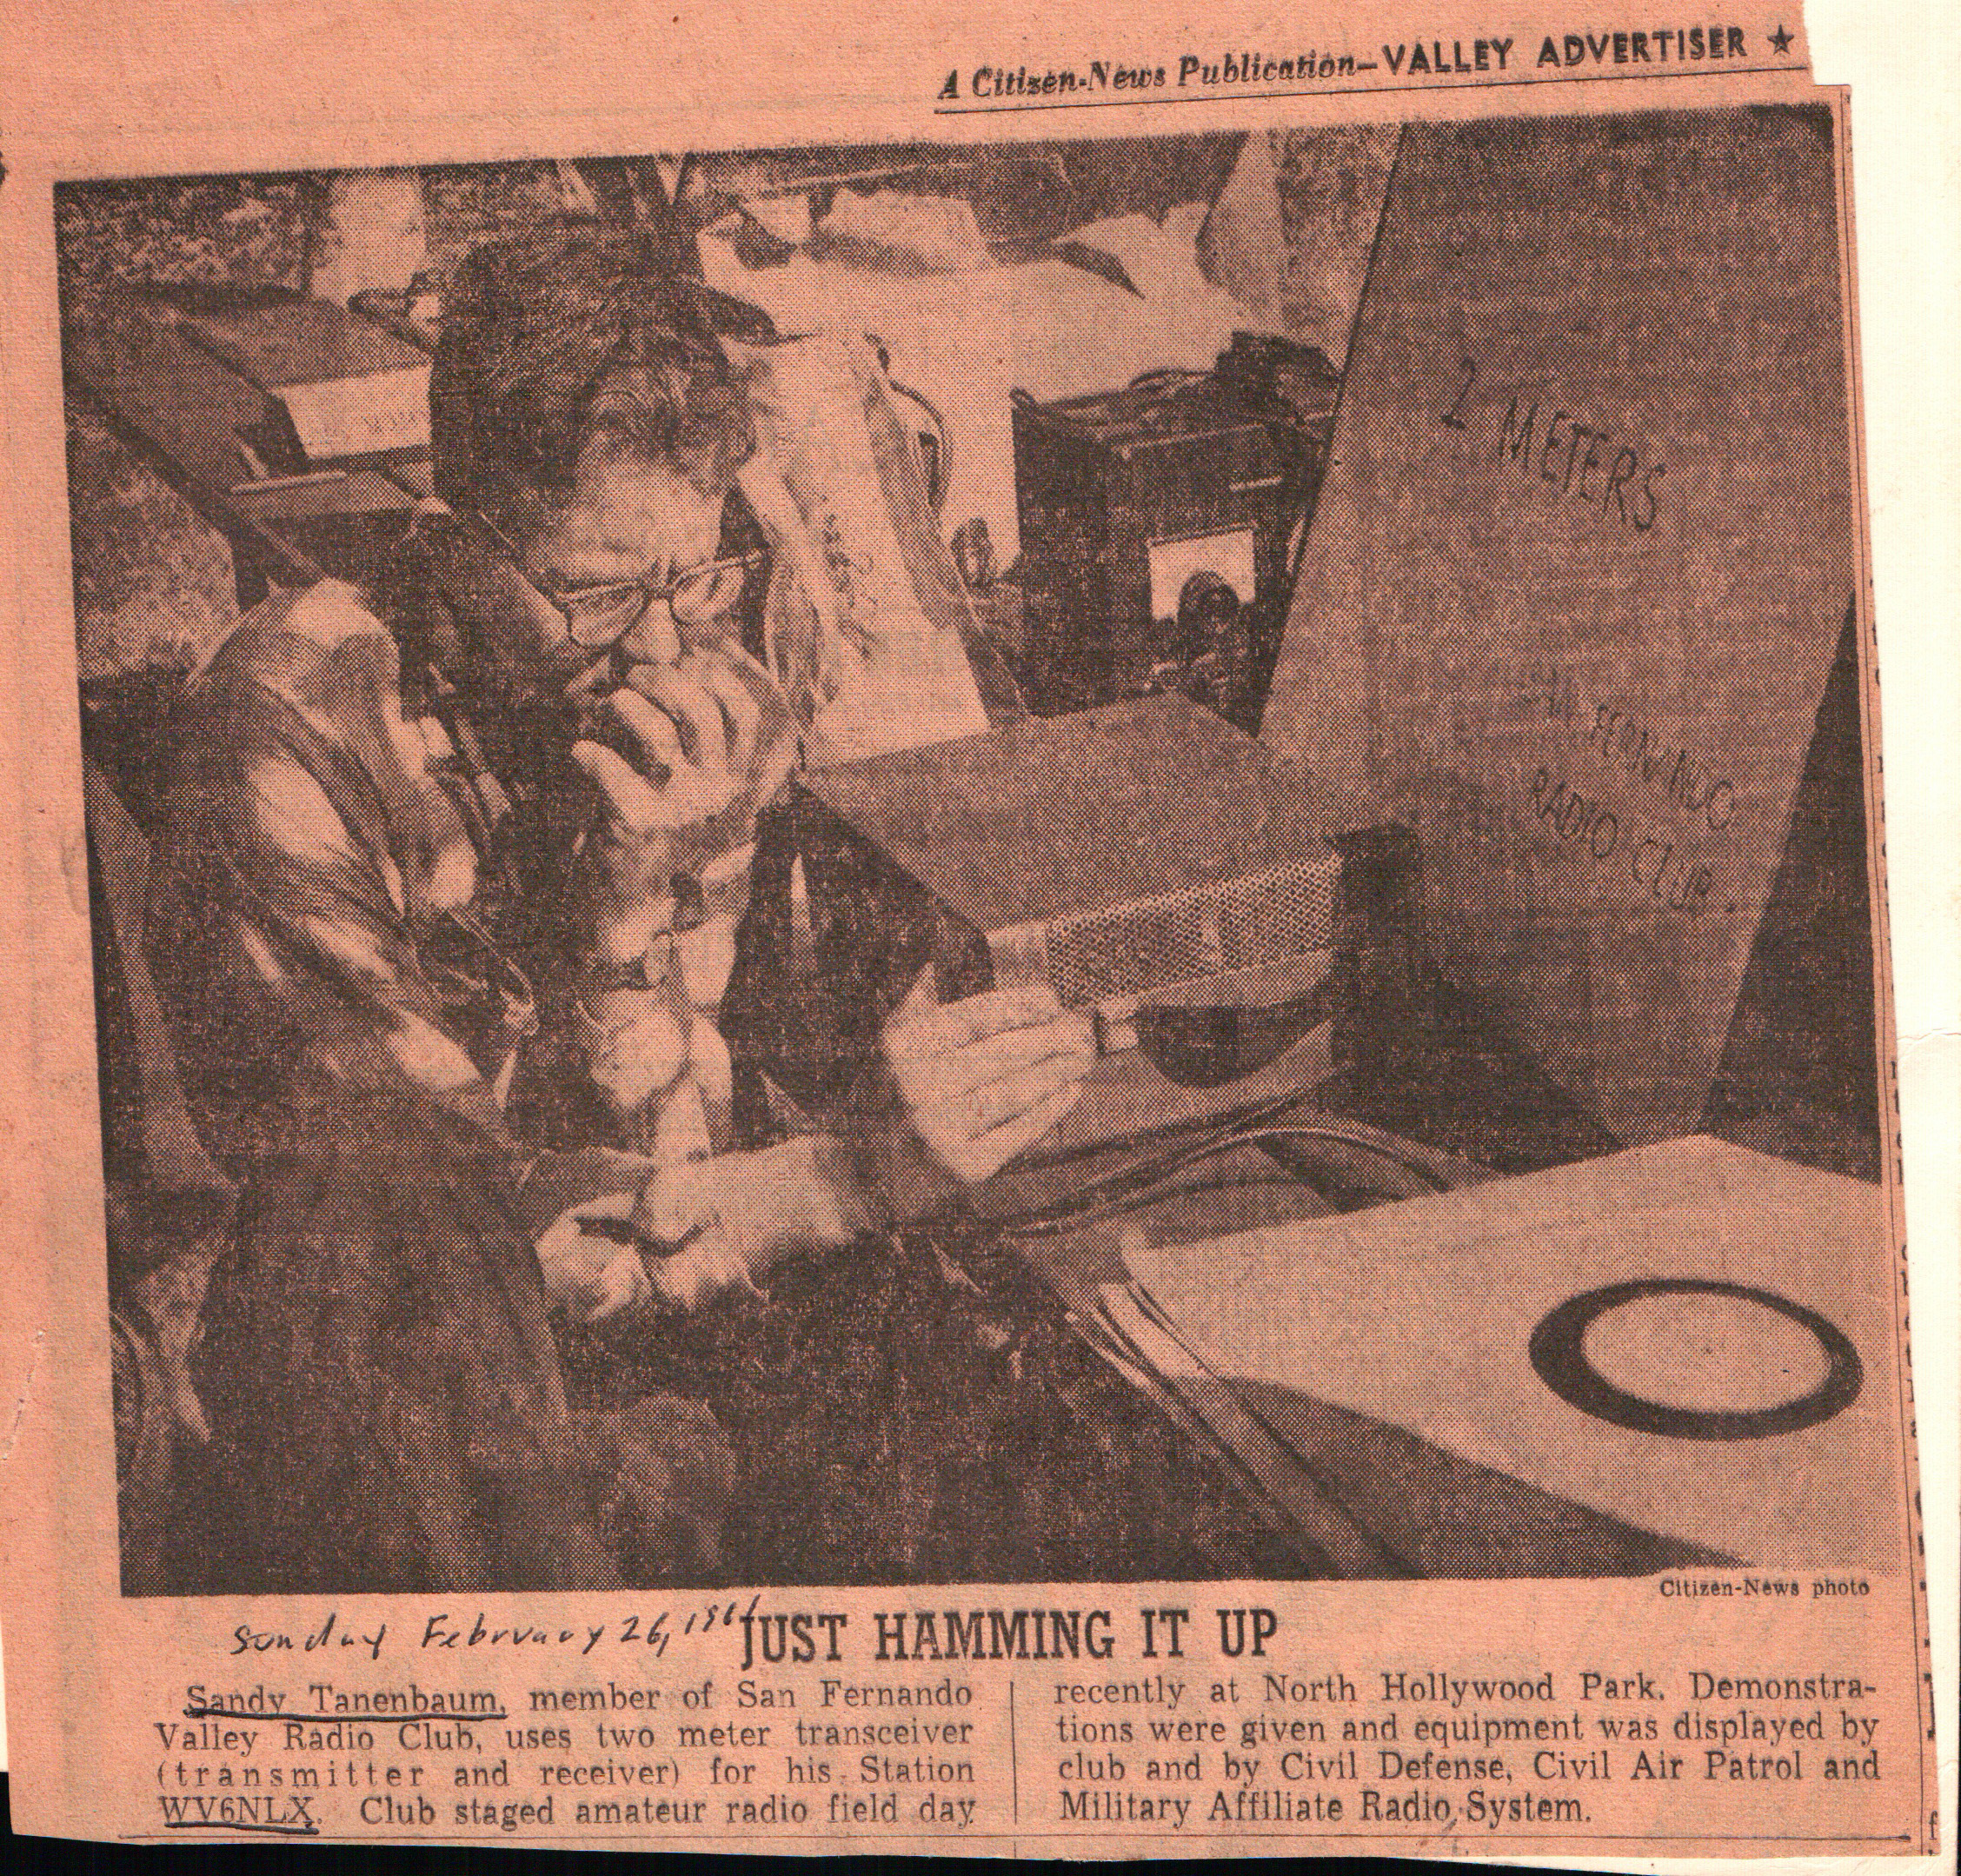 A Citizen-News Publication—VALLEY ADVERTISER ★
2 METERS
SAN FERNANDO
RADIO CLUB
Citizen-News photo
Sunday February 26, 1961
JUST HAMMING IT UP
Sandy Tanenbaum, member of San Fernando
Valley Radio Club, uses two meter transceiver
(transmitter and receiver) for his Station
WV6NLX. Club staged amateur radio field day
recently at North Hollywood Park. Demonstra-
tions were given and equipment was displayed by
club and by Civil Defense, Civil Air Patrol and
Military Affiliate Radio System.